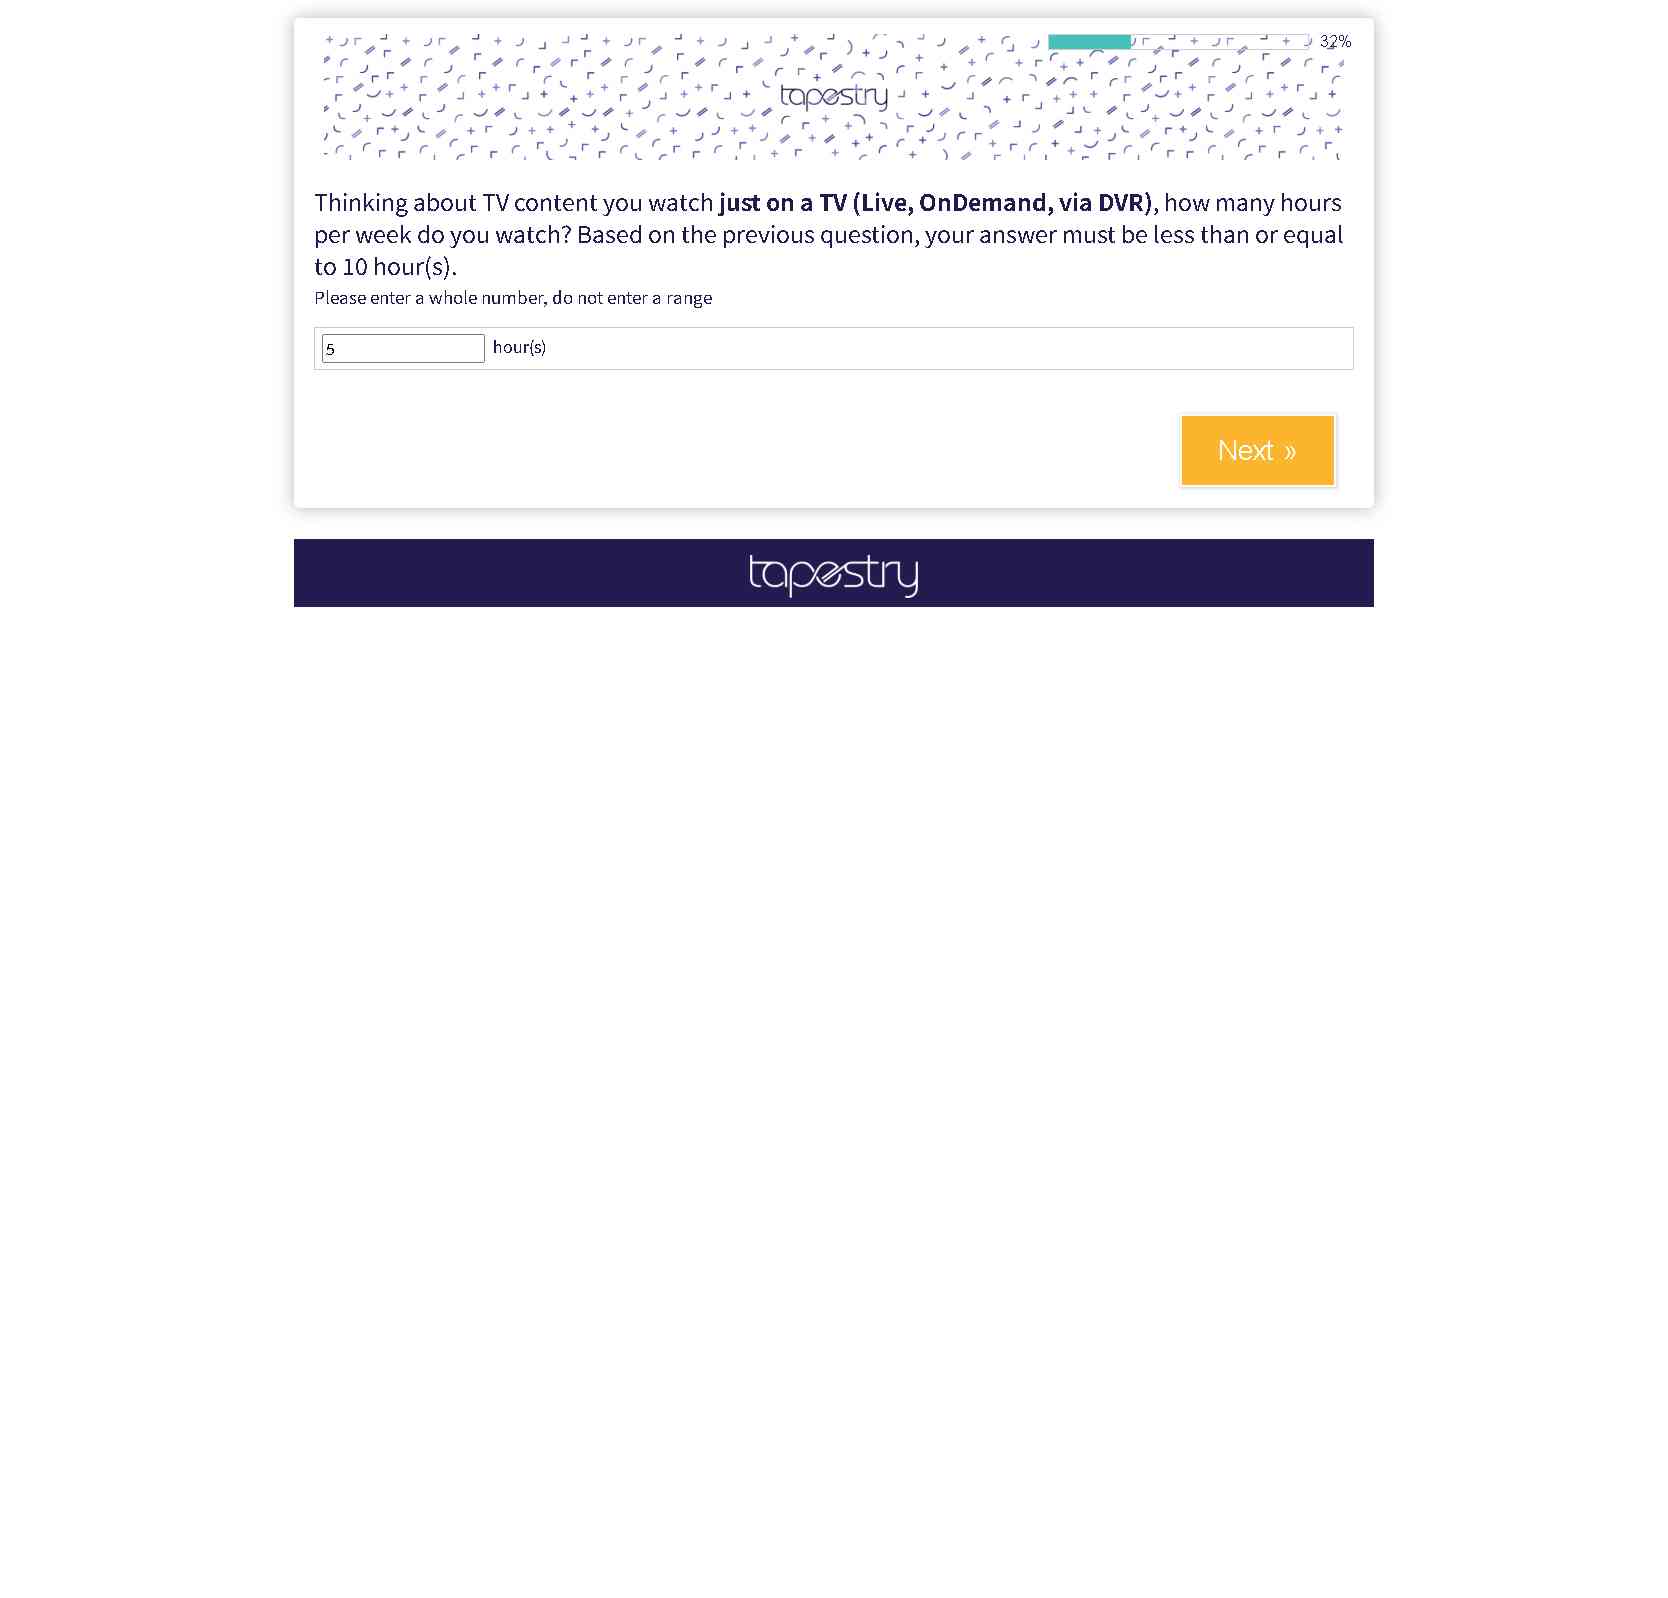 32%
tapestry
Thinking about TV content you watch just on a TV (Live, OnDemand, via DVR), how many hours
per week do you watch? Based on the previous question, your answer must be less than or equal
to 10 hour(s).
Please enter a whole number, do not enter a range
5 hour(s)
Next »
tapestry